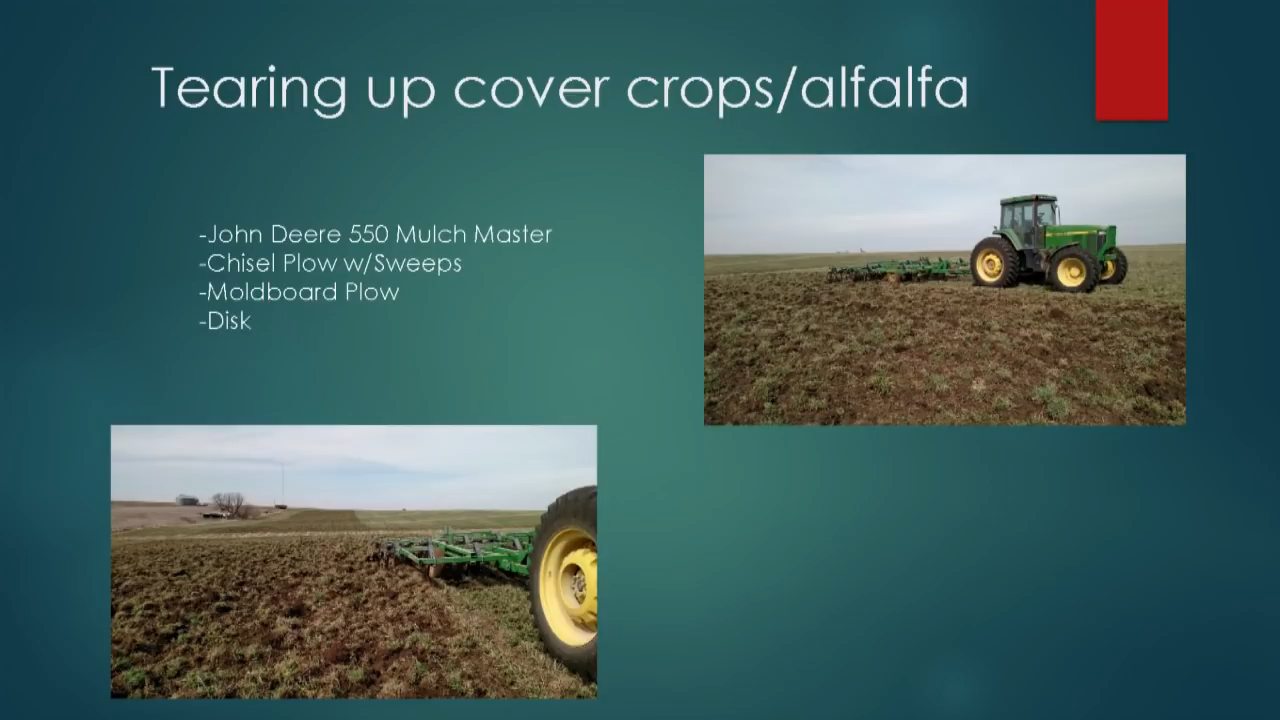 Tearing up cover crops/alfalfa
-John Deere 550 Mulch Master
-Chisel Plow w/Sweeps
-Moldboard Plow
-Disk